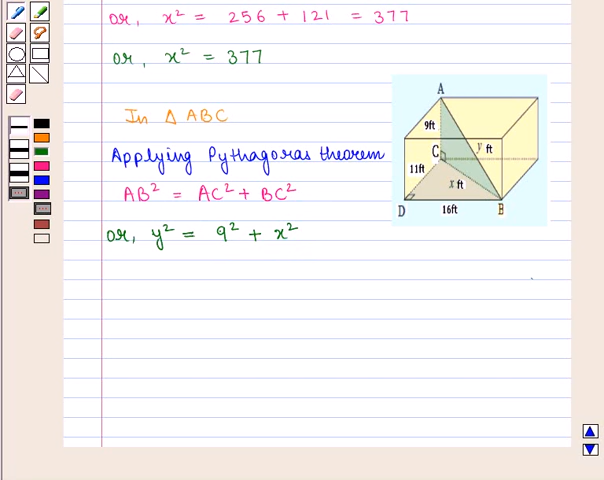 or, x² = 256 + 121 = 377
or, x² = 377
In △ ABC
Applying Pythagoras theorem
AB² = AC² + BC²
or, y² = 9² + x²
A
9ft
y ft
C
11ft
x ft
D
B
16ft